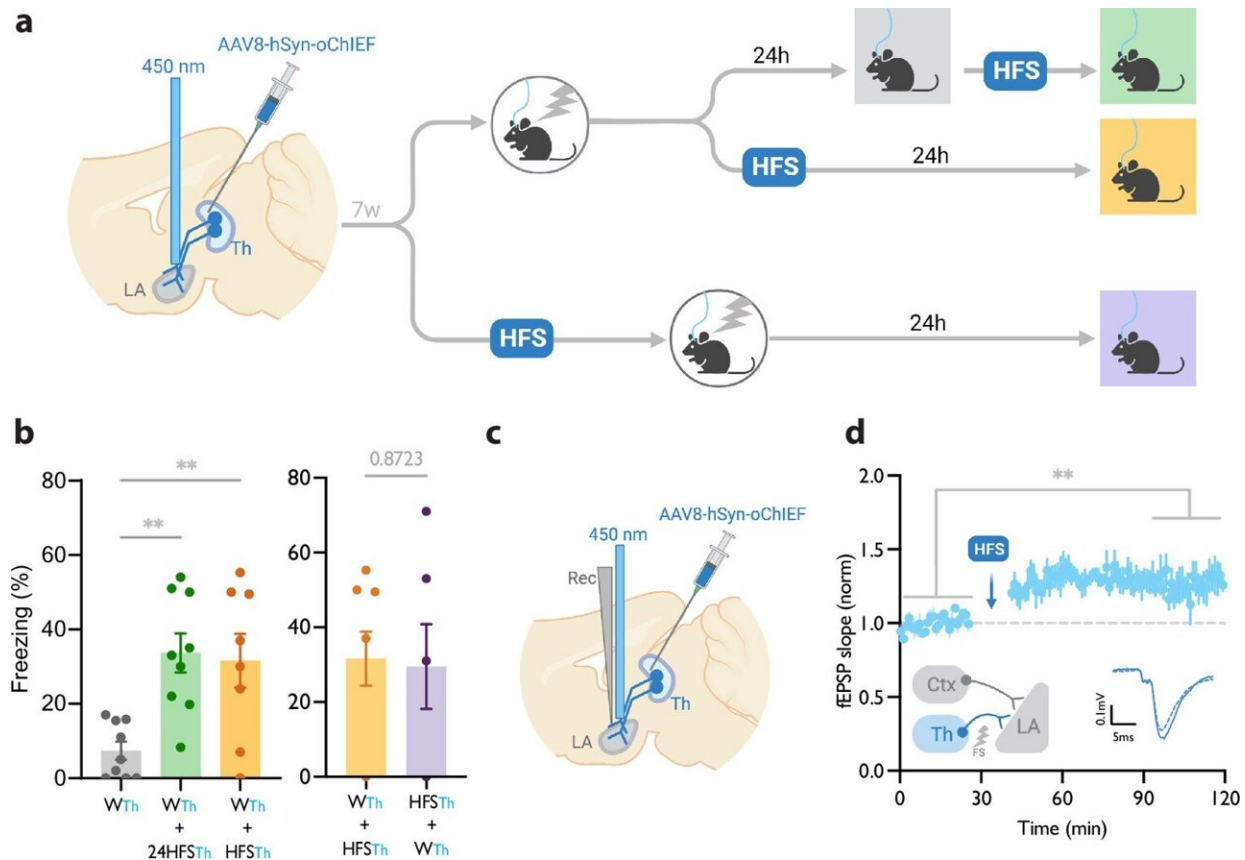 a
AAV8-hSyn-oChIEF
450 nm
Th
LA
7w
24h
HFS
HFS
24h
HFS
24h
b
Freezing (%)
80
60
40
20
0
**
**
WTh
WTh
+
24HFSTh
WTh
+
HFSTh
80
60
40
20
0
0.8723
WTh
+
HFSTh
HFSTh
+
WTh
c
AAV8-hSyn-oChIEF
450 nm
Rec
Th
LA
d
fEPSP slope (norm)
2.0
1.5
1.0
0.5
0.0
**
HFS
Ctx
Th
LA
FS
0.1mV
5ms
0
30
60
90
120
Time (min)